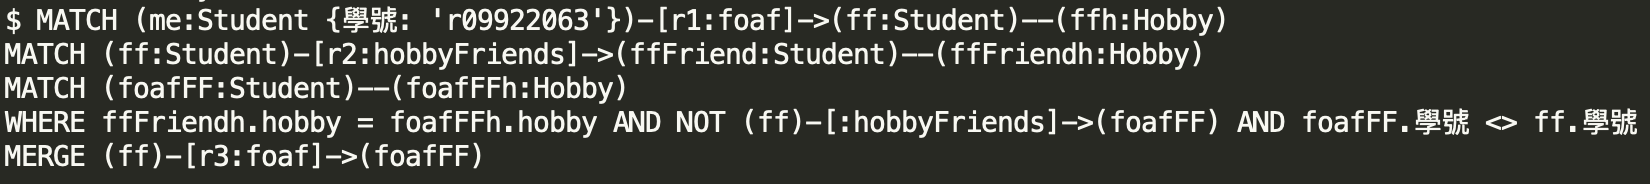 $ MATCH (me:Student {學號: 'r09922063'})-[r1:foaf]->(ff:Student)--(ffh:Hobby)
MATCH (ff:Student)-[r2:hobbyFriends]->(ffFriend:Student)--(ffFriendh:Hobby)
MATCH (foafFF:Student)--(foafFFh:Hobby)
WHERE ffFriendh.hobby = foafFFh.hobby AND NOT (ff)-[:hobbyFriends]->(foafFF) AND foafFF.學號 <> ff.學號
MERGE (ff)-[r3:foaf]->(foafFF)